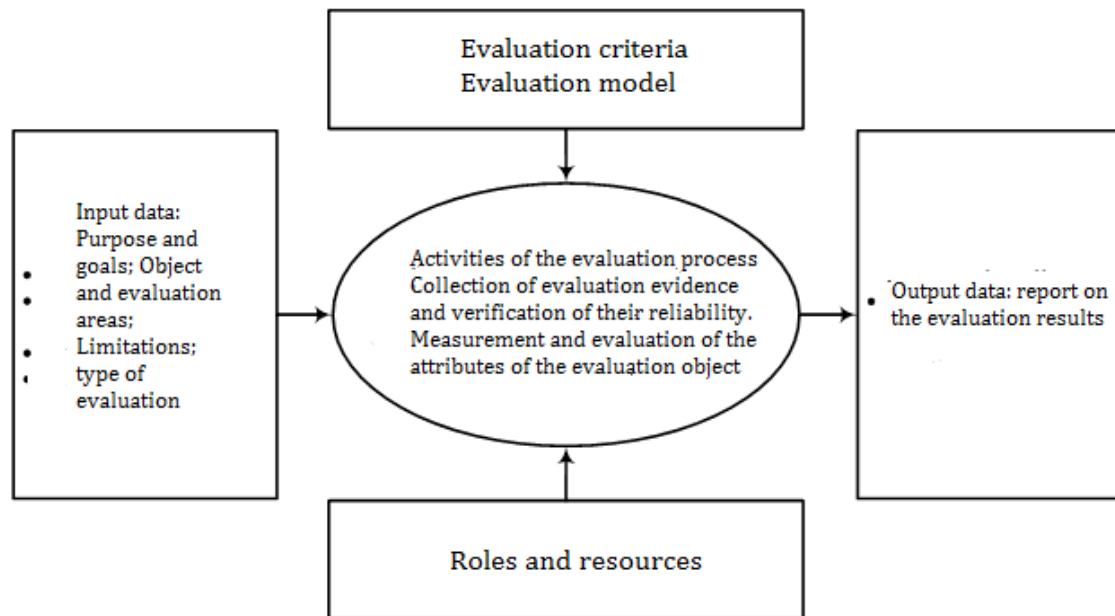 Evaluation criteria
Evaluation model
Input data:
Purpose and
goals; Object
and evaluation
areas;
Limitations;
type of
evaluation
Activities of the evaluation process
Collection of evaluation evidence
and verification of their reliability.
Measurement and evaluation of the
attributes of the evaluation object
Output data: report on
the evaluation results
Roles and resources